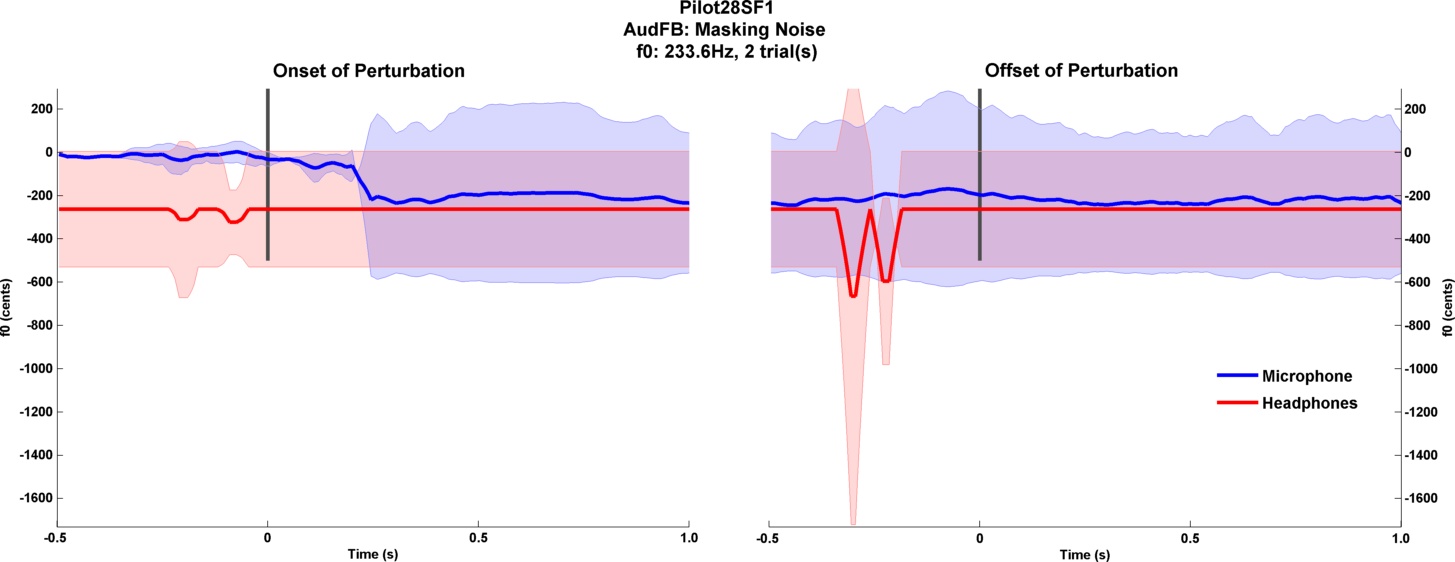 Pilot28SF1
AudFB: Masking Noise
f0: 233.6Hz, 2 trial(s)
Onset of Perturbation
200
0
-200
-400
-600
-800
-1000
-1200
-1400
-1600
f0 (cents)
-0.5
0
0.5
1.0
Time (s)
Offset of Perturbation
200
0
-200
-400
-600
-800
-1000
-1200
-1400
-1600
f0 (cents)
Microphone
Headphones
-0.5
0
0.5
1.0
Time (s)